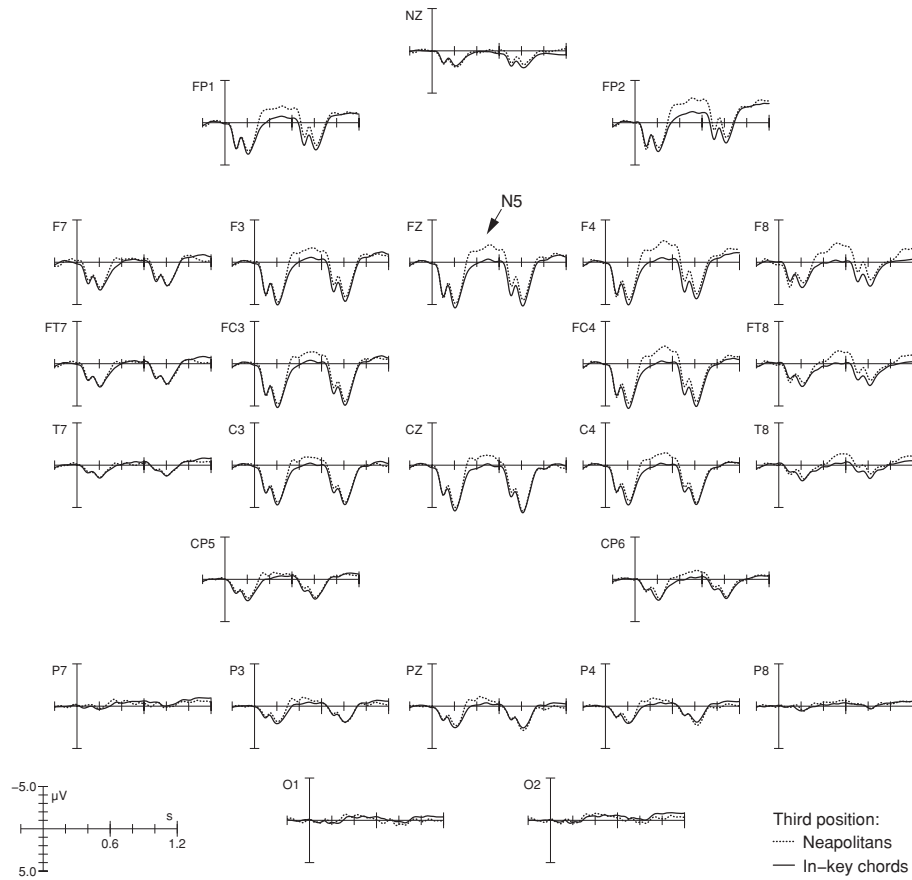 NZ
FP1
FP2
N5
F7
F3
FZ
F4
F8
FT7
FC3
FC4
FT8
T7
C3
CZ
C4
T8
CP5
CP6
P7
P3
PZ
P4
P8
O1
O2
−5.0
μV
s
0.6
1.2
5.0
Third position:
Neapolitans
In−key chords